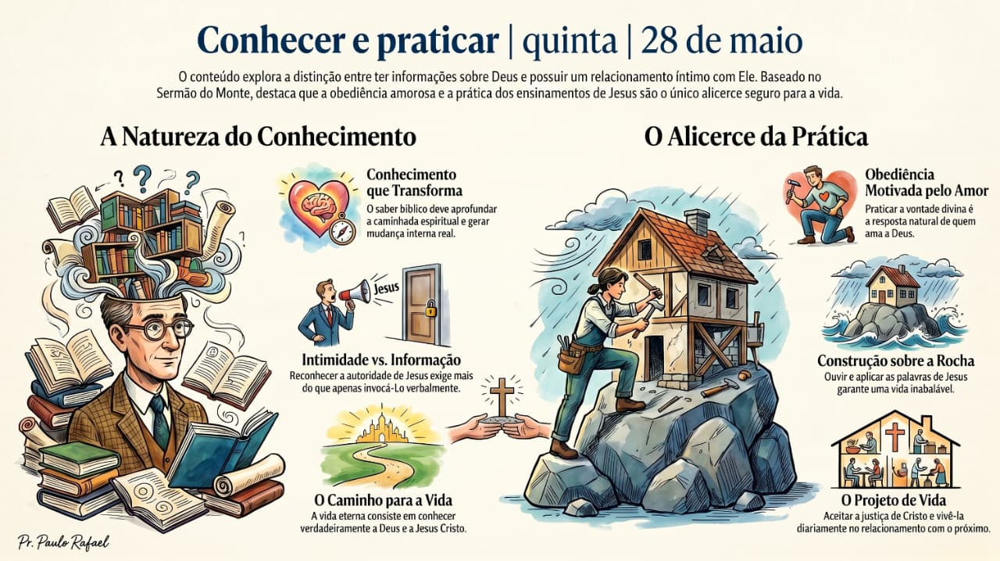 Conhecer e praticar | quinta | 28 de maio
O conteúdo explora a distinção entre ter informações sobre Deus e possuir um relacionamento íntimo com Ele. Baseado no
Sermão do Monte, destaca que a obediência amorosa e a prática dos ensinamentos de Jesus são o único alicerce seguro para a vida.
A Natureza do Conhecimento
? ? ?
?
Conhecimento
que Transforma
O saber bíblico deve aprofundar
a caminhada espiritual e gerar
mudança interna real.
Jesus
Intimidade vs. Informação
Reconhecer a autoridade de Jesus exige mais
do que apenas invocá-Lo verbalmente.
O Caminho para a Vida
A vida eterna consiste em conhecer
verdadeiramente a Deus e a Jesus Cristo.
O Alicerce da Prática
Obediência
Motivada pelo Amor
Praticar a vontade divina é
a resposta natural de quem
ama a Deus.
Construção sobre a Rocha
Ouvir e aplicar as palavras de Jesus
garante uma vida inabalável.
O Projeto de Vida
Aceitar a justiça de Cristo e vivê-la
diariamente no relacionamento com o próximo.
Pr. Paulo Rafael